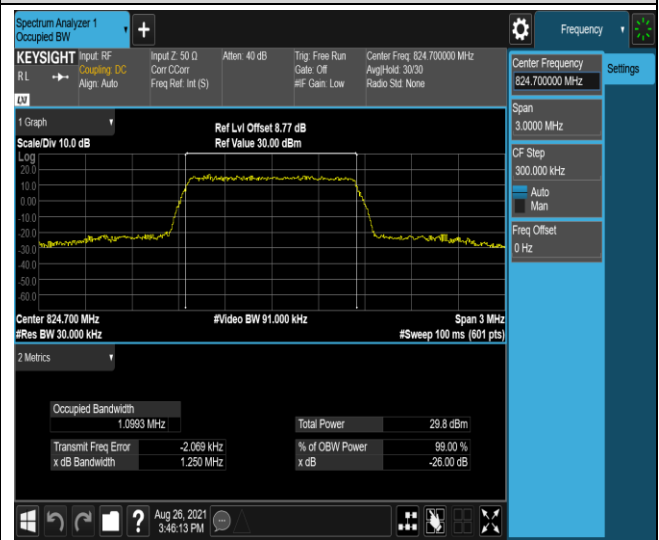 Spectrum Analyzer 1
Occupied BW
+
Frequency
KEYSIGHT
RL
LXI
Input: RF
Coupling: DC
Align: Auto
Input Z: 50 Ω
Corr CCorr
Freq Ref: Int (S)
Atten: 40 dB
Trig: Free Run
Gate: Off
#IF Gain: Low
Center Freq: 824.700000 MHz
Avg|Hold: 30/30
Radio Std: None
Center Frequency
824.700000 MHz
Settings
Span
3.0000 MHz
CF Step
300.000 kHz
Auto
Man
Freq Offset
0 Hz
1 Graph
Scale/Div 10.0 dB
Ref Lvl Offset 8.77 dB
Ref Value 30.00 dBm
Log
20.0
10.0
0.00
-10.0
-20.0
-30.0
-40.0
-50.0
-60.0
Center 824.700 MHz
#Video BW 91.000 kHz
Span 3 MHz
#Res BW 30.000 kHz
#Sweep 100 ms (601 pts)
2 Metrics
Occupied Bandwidth
1.0993 MHz
Total Power 29.8 dBm
Transmit Freq Error -2.069 kHz
% of OBW Power 99.00 %
x dB Bandwidth 1.250 MHz
x dB -26.00 dB
?
Aug 26, 2021
3:46:13 PM